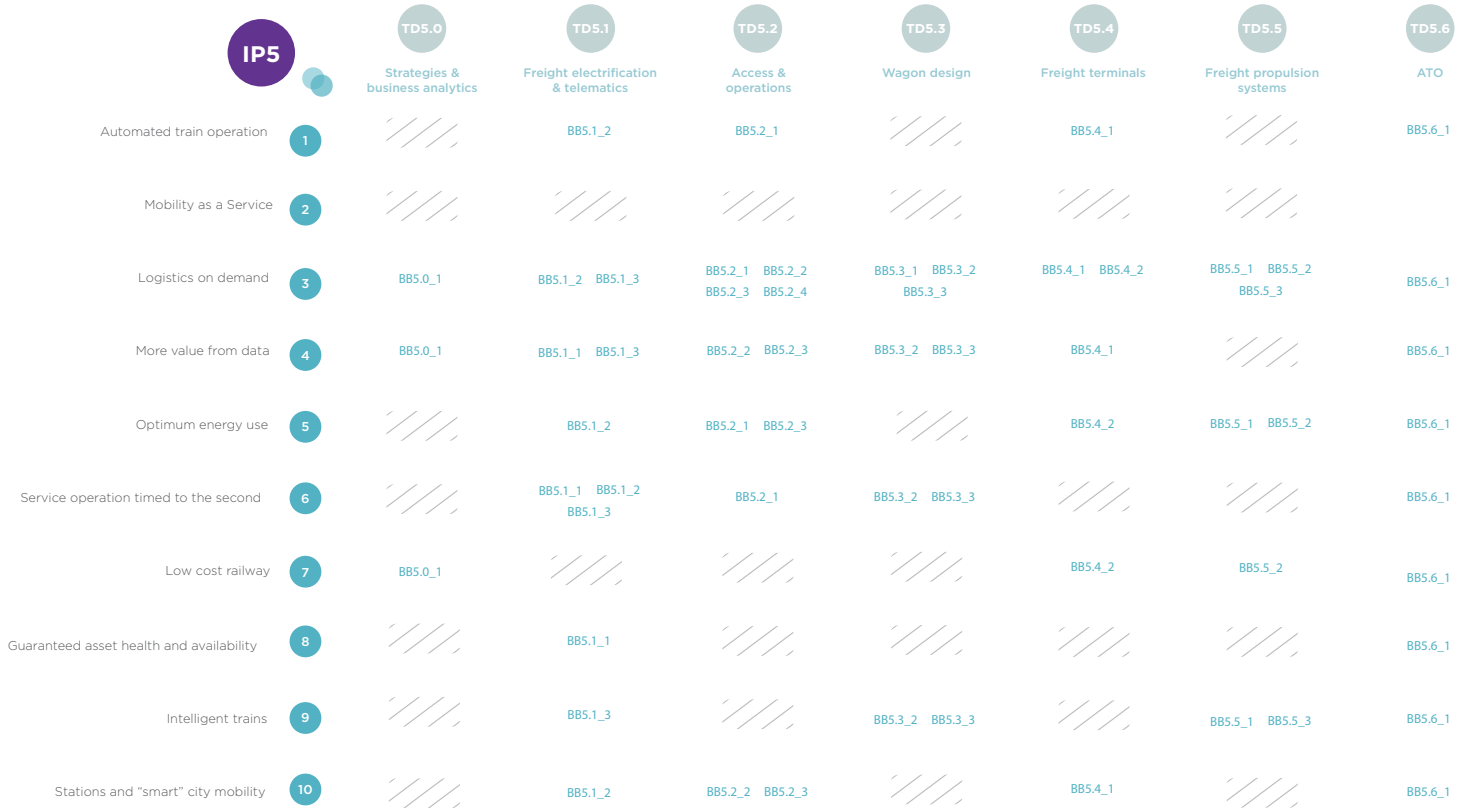 IP5
TD5.0 TD5.1 TD5.2 TD5.3 TD5.4 TD5.5 TD5.6
Strategies & Freight electrification Access & Wagon design Freight terminals Freight propulsion ATO
business analytics & telematics operations systems
Automated train operation 1 BB5.1_2 BB5.2_1 BB5.4_1 BB5.6_1
Mobility as a Service 2
Logistics on demand 3 BB5.0_1 BB5.1_2 BB5.1_3 BB5.2_1 BB5.2_2 BB5.3_1 BB5.3_2 BB5.4_1 BB5.4_2 BB5.5_1 BB5.5_2 BB5.6_1
BB5.2_3 BB5.2_4 BB5.3_3 BB5.5_3
More value from data 4 BB5.0_1 BB5.1_1 BB5.1_3 BB5.2_2 BB5.2_3 BB5.3_2 BB5.3_3 BB5.4_1 BB5.6_1
Optimum energy use 5 BB5.1_2 BB5.2_1 BB5.2_3 BB5.4_2 BB5.5_1 BB5.5_2 BB5.6_1
Service operation timed to the second 6 BB5.1_1 BB5.1_2 BB5.2_1 BB5.3_2 BB5.3_3 BB5.6_1
BB5.1_3
Low cost railway 7 BB5.0_1 BB5.4_2 BB5.5_2 BB5.6_1
Guaranteed asset health and availability 8 BB5.1_1 BB5.6_1
Intelligent trains 9 BB5.1_3 BB5.3_2 BB5.3_3 BB5.5_1 BB5.5_3 BB5.6_1
Stations and “smart” city mobility 10 BB5.1_2 BB5.2_2 BB5.2_3 BB5.4_1 BB5.6_1